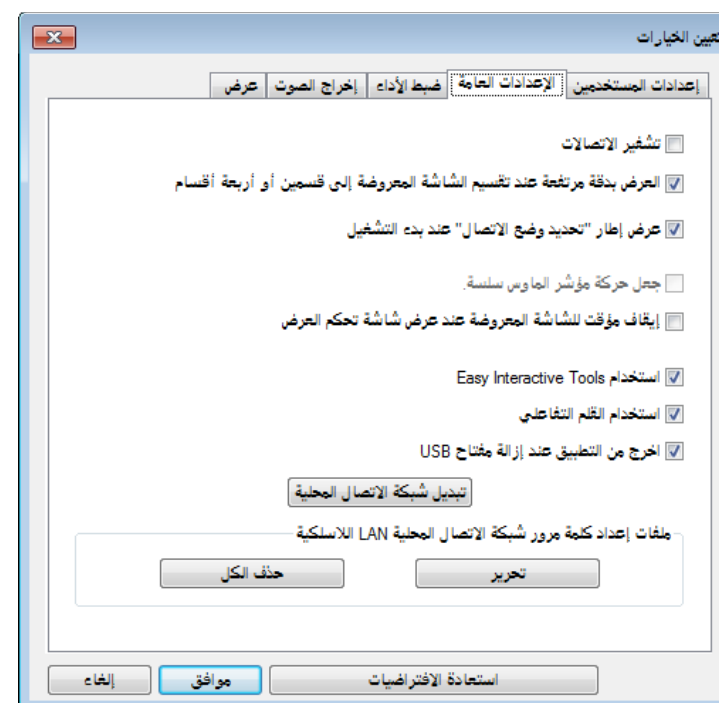 تعيين الخيارات
إعدادات المستخدمين
الإعدادات العامة
ضبط الأداء
إخراج الصوت
عرض
تشفير الاتصالات
العرض بدقة مرتفعة عند تقسيم الشاشة المعروضة إلى قسمين أو أربعة أقسام
عرض إطار "تحديد وضع الاتصال" عند بدء التشغيل
جعل حركة مؤشر الماوس سلسة.
إيقاف مؤقت للشاشة المعروضة عند عرض شاشة تحكم العرض
استخدام Easy Interactive Tools
استخدام القلم التفاعلي
اخرج من التطبيق عند إزالة مفتاح USB
تبديل شبكة الاتصال المحلية
ملفات إعداد كلمة مرور شبكة الاتصال المحلية LAN اللاسلكية
تحرير
حذف الكل
استعادة الافتراضيات
موافق
إلغاء